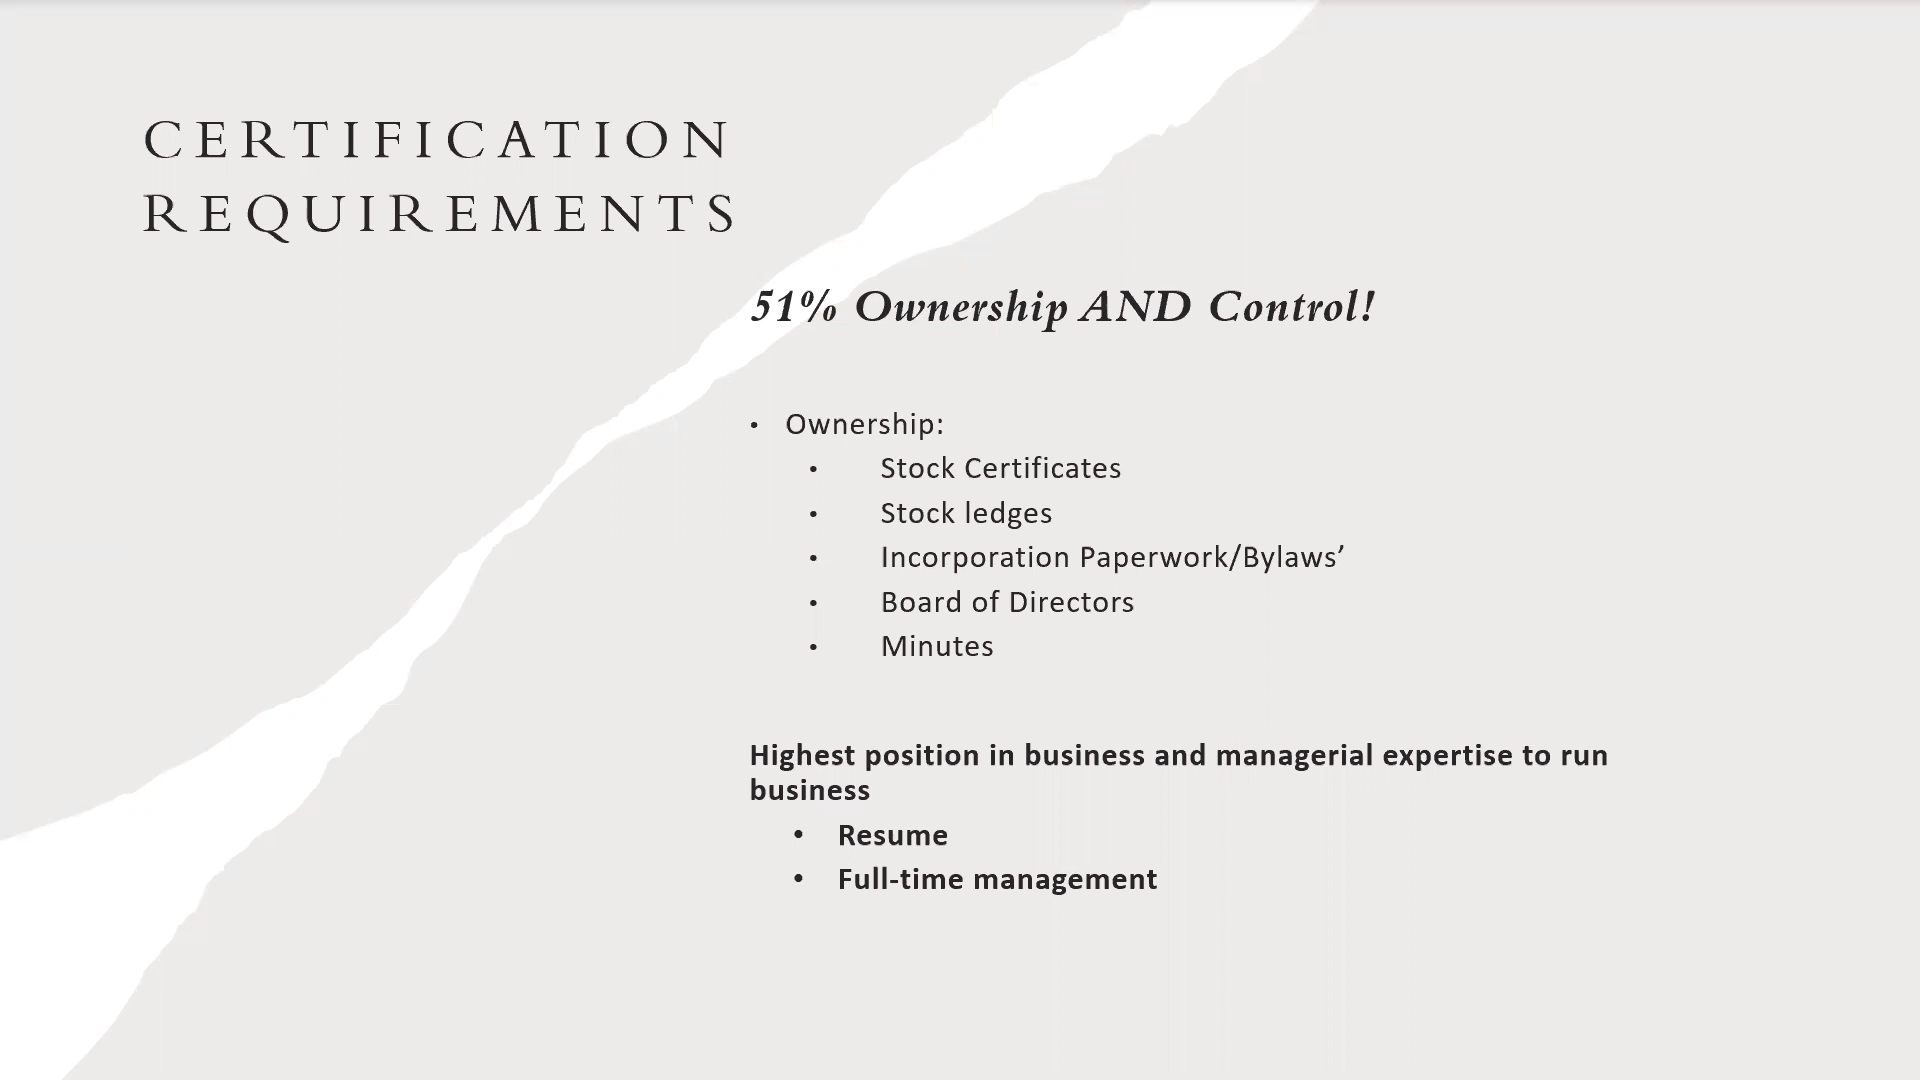 CERTIFICATION
REQUIREMENTS
51% Ownership AND Control!
• Ownership:
• Stock Certificates
• Stock ledges
• Incorporation Paperwork/Bylaws’
• Board of Directors
• Minutes
Highest position in business and managerial expertise to run
business
• Resume
• Full-time management